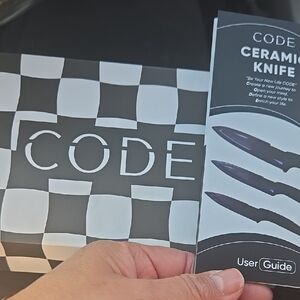 CODE
CODE
CERAMIC
KNIFE
"Be Your New Life CODE"
Create a new journey to
Open your mind,
Define a new style to
Enrich your life.
User Guide